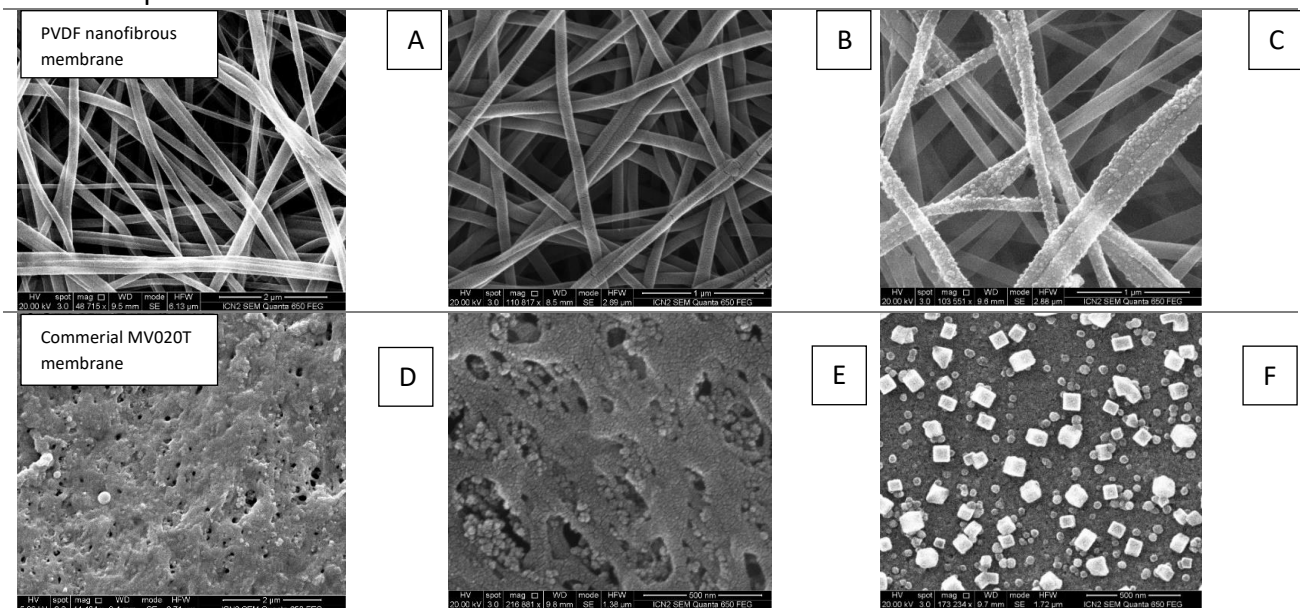 PVDF nanofibrous
membrane
A
B
C
HV spot mag □ WD mode HFW 2 µm
20.00 kV 3.0 48 715 x 9.5 mm SE 6.13 µm ICN2 SEM Quanta 650 FEG
HV spot mag □ WD mode HFW 1 µm
20.00 kV 3.0 110 817 x 8.5 mm SE 2.69 µm ICN2 SEM Quanta 650 FEG
HV spot mag □ WD mode HFW 1 µm
20.00 kV 3.0 103 551 x 9.6 mm SE 2.88 µm ICN2 SEM Quanta 650 FEG
Commerial MV020T
membrane
D
E
F
HV spot mag □ WD mode HFW 2 µm
HV spot mag □ WD mode HFW 500 nm
20.00 kV 3.0 216 881 x 9.8 mm SE 1.38 µm ICN2 SEM Quanta 650 FEG
HV spot mag □ WD mode HFW 500 nm
20.00 kV 3.0 173 234 x 9.7 mm SE 1.72 µm ICN2 SEM Quanta 650 FEG